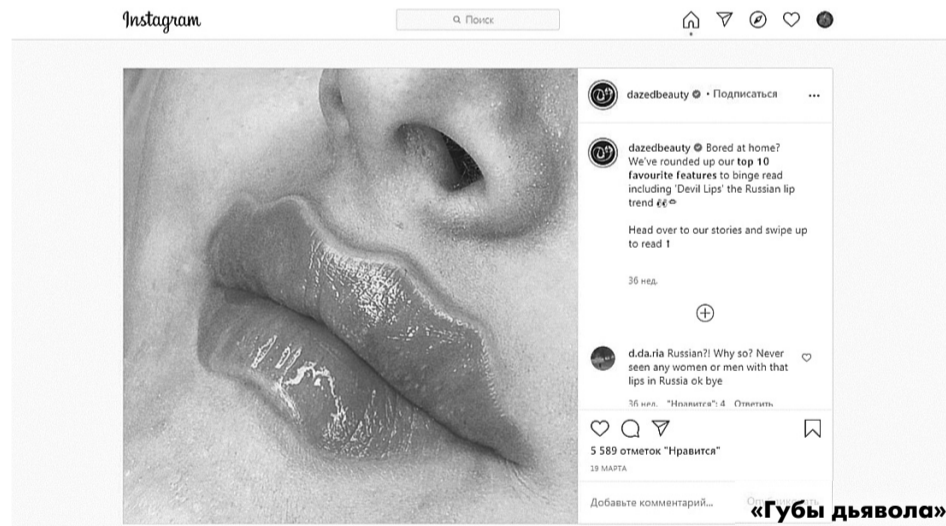 Instagram
Поиск
dazedbeauty • Подписаться
dazedbeauty Bored at home?
We've rounded up our top 10
favourite features to binge read
including 'Devil Lips' the Russian lip
trend
Head over to our stories and swipe up
to read
36 нед.
d.da.ria Russian?! Why so? Never
seen any women or men with that
lips in Russia ok bye
36 нед. "Нравится": 4 Ответить
5 589 отметок "Нравится"
19 МАРТА
Добавьте комментарий...
«Губы дьявола»